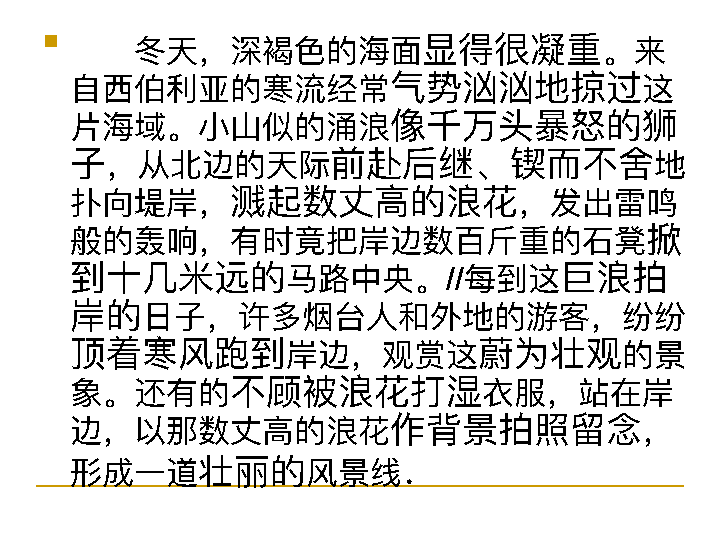 冬天，深褐色的海面显得很凝重。来
自西伯利亚的寒流经常气势汹汹地掠过这
片海域。小山似的涌浪像千万头暴怒的狮
子，从北边的天际前赴后继、锲而不舍地
扑向堤岸，溅起数丈高的浪花，发出雷鸣
般的轰响，有时竟把岸边数百斤重的石凳掀
到十几米远的马路中央。//每到这巨浪拍
岸的日子，许多烟台人和外地的游客，纷纷
顶着寒风跑到岸边，观赏这蔚为壮观的景
象。还有的不顾被浪花打湿衣服，站在岸
边，以那数丈高的浪花作背景拍照留念，
形成一道壮丽的风景线．